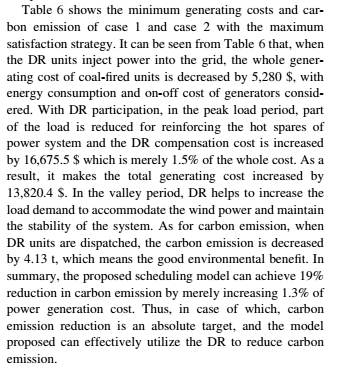 Table 6 shows the minimum generating costs and car-
bon emission of case 1 and case 2 with the maximum
satisfaction strategy. It can be seen from Table 6 that, when
the DR units inject power into the grid, the whole gener-
ating cost of coal-fired units is decreased by 5,280 $, with
energy consumption and on-off cost of generators consid-
ered. With DR participation, in the peak load period, part
of the load is reduced for reinforcing the hot spares of
power system and the DR compensation cost is increased
by 16,675.5 $ which is merely 1.5% of the whole cost. As a
result, it makes the total generating cost increased by
13,820.4 $. In the valley period, DR helps to increase the
load demand to accommodate the wind power and maintain
the stability of the system. As for carbon emission, when
DR units are dispatched, the carbon emission is decreased
by 4.13 t, which means the good environmental benefit. In
summary, the proposed scheduling model can achieve 19%
reduction in carbon emission by merely increasing 1.3% of
power generation cost. Thus, in case of which, carbon
emission reduction is an absolute target, and the model
proposed can effectively utilize the DR to reduce carbon
emission.